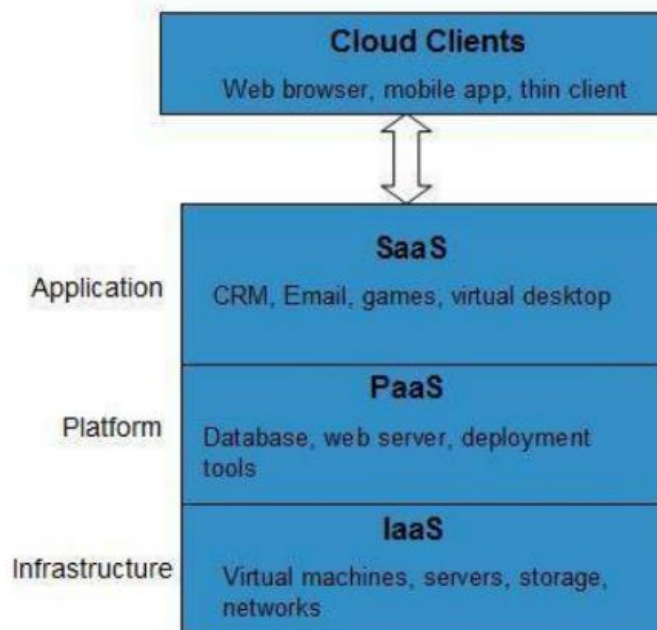 Cloud Clients
Web browser, mobile app, thin client
SaaS
Application
CRM, Email, games, virtual desktop
PaaS
Platform
Database, web server, deployment
tools
IaaS
Infrastructure
Virtual machines, servers, storage,
networks